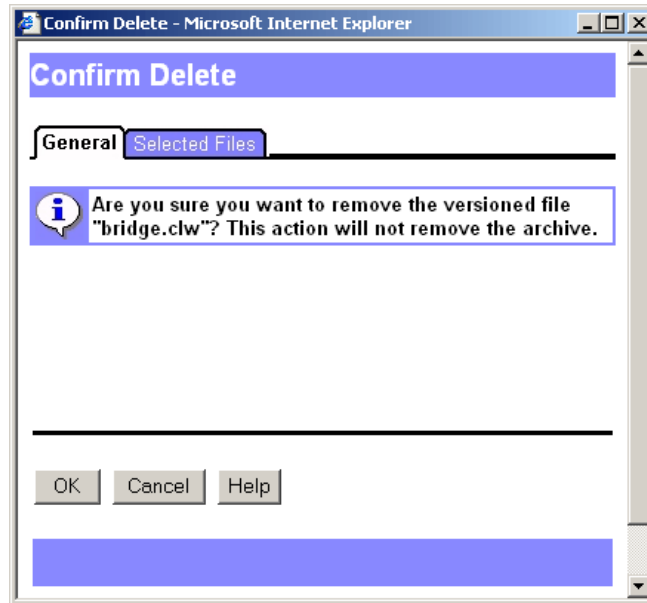 Confirm Delete - Microsoft Internet Explorer
Confirm Delete
General Selected Files
Are you sure you want to remove the versioned file
"bridge.clw"? This action will not remove the archive.
OK Cancel Help